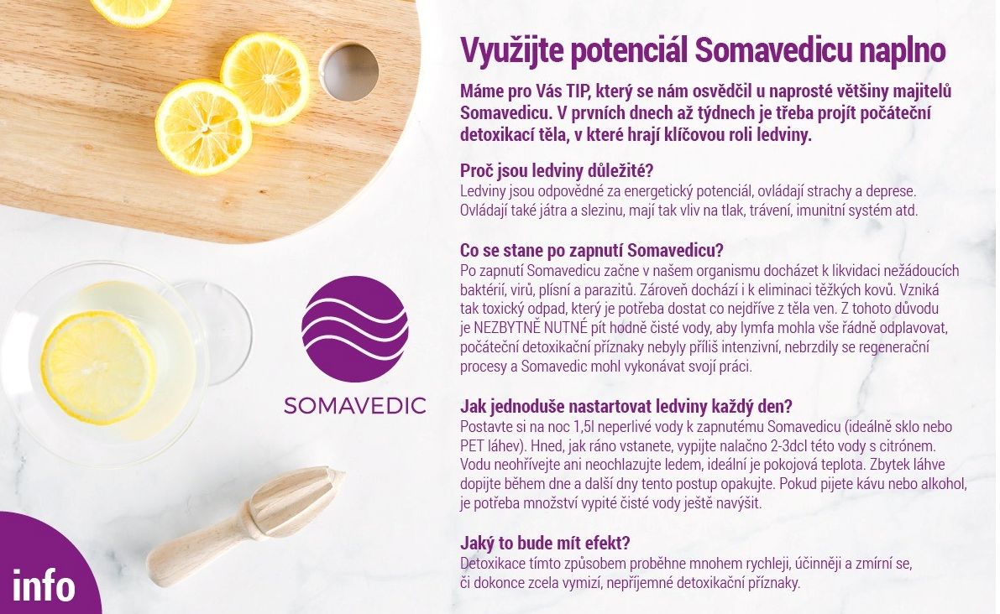 Využijte potenciál Somavedicu naplno
Máme pro Vás TIP, který se nám osvědčil u naprosté většiny majitelů
Somavedicu. V prvních dnech až týdnech je třeba projít počáteční
detoxikací těla, v které hrají klíčovou roli ledviny.
Proč jsou ledviny důležité?
Ledviny jsou odpovědné za energetický potenciál, ovládají strachy a deprese.
Ovládají také játra a slezinu, mají tak vliv na tlak, trávení, imunitní systém atd.
Co se stane po zapnutí Somavedicu?
Po zapnutí Somavedicu začne v našem organismu docházet k likvidaci nežádoucích
baktérií, virů, plísní a parazitů. Zároveň dochází i k eliminaci těžkých kovů. Vzniká
tak toxický odpad, který je potřeba dostat co nejdříve z těla ven. Z tohoto důvodu
je NEZBYTNĚ NUTNÉ pít hodně čisté vody, aby lymfa mohla vše řádně odplavovat,
počáteční detoxikační příznaky nebyly příliš intenzivní, nebrzdily se regenerační
procesy a Somavedic mohl vykonávat svojí práci.
Jak jednoduše nastartovat ledviny každý den?
Postavte si na noc 1,5l neperlivé vody k zapnutému Somavedicu (ideálně sklo nebo
PET láhev). Hned, jak ráno vstanete, vypijte nalačno 2-3dcl této vody s citrónem.
Vodu neohřívejte ani neochlazujte ledem, ideální je pokojová teplota. Zbytek láhve
dopijte během dne a další dny tento postup opakujte. Pokud pijete kávu nebo alkohol,
je potřeba množství vypité čisté vody ještě navýšit.
Jaký to bude mít efekt?
Detoxikace tímto způsobem proběhne mnohem rychleji, účinněji a zmírní se,
či dokonce zcela vymizí, nepříjemné detoxikační příznaky.
SOMAVEDIC
info